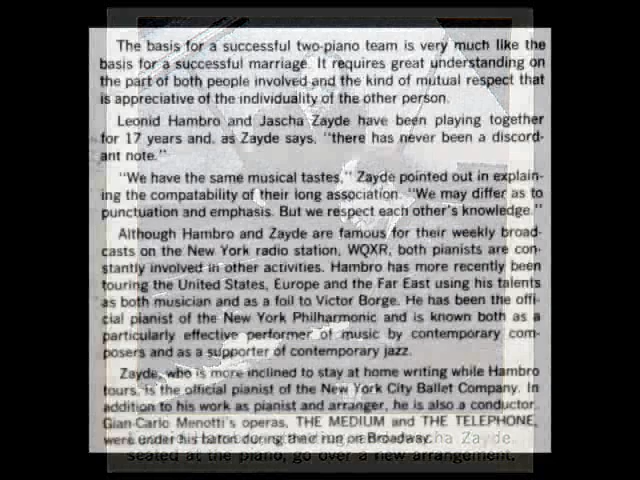 The basis for a successful two-piano team is very much like the
basis for a successful marriage. It requires great understanding on
the part of both people involved and the kind of mutual respect that
is appreciative of the individuality of the other person.
Leonid Hambro and Jascha Zayde have been playing together
for 17 years and, as Zayde says, "there has never been a discord-
ant note."
"We have the same musical tastes," Zayde pointed out in explain-
ing the compatability of their long association. "We may differ as to
punctuation and emphasis. But we respect each other's knowledge."
Although Hambro and Zayde are famous for their weekly broad-
casts on the New York radio station, WQXR, both pianists are con-
stantly involved in other activities. Hambro has more recently been
touring the United States, Europe and the Far East using his talents
as both musician and as a foil to Victor Borge. He has been the offi-
cial pianist of the New York Philharmonic and is known both as a
particularly effective performer of music by contemporary com-
posers and as a supporter of contemporary jazz.
Zayde, who is more inclined to stay at home writing while Hambro
tours, is the official pianist of the New York City Ballet Company. In
addition to his work as pianist and arranger, he is also a conductor.
Gian-Carlo Menotti's operas, THE MEDIUM and THE TELEPHONE,
were under his baton during their run on Broadway.
Jascha Zayde,
seated at the piano, go over a new arrangement.